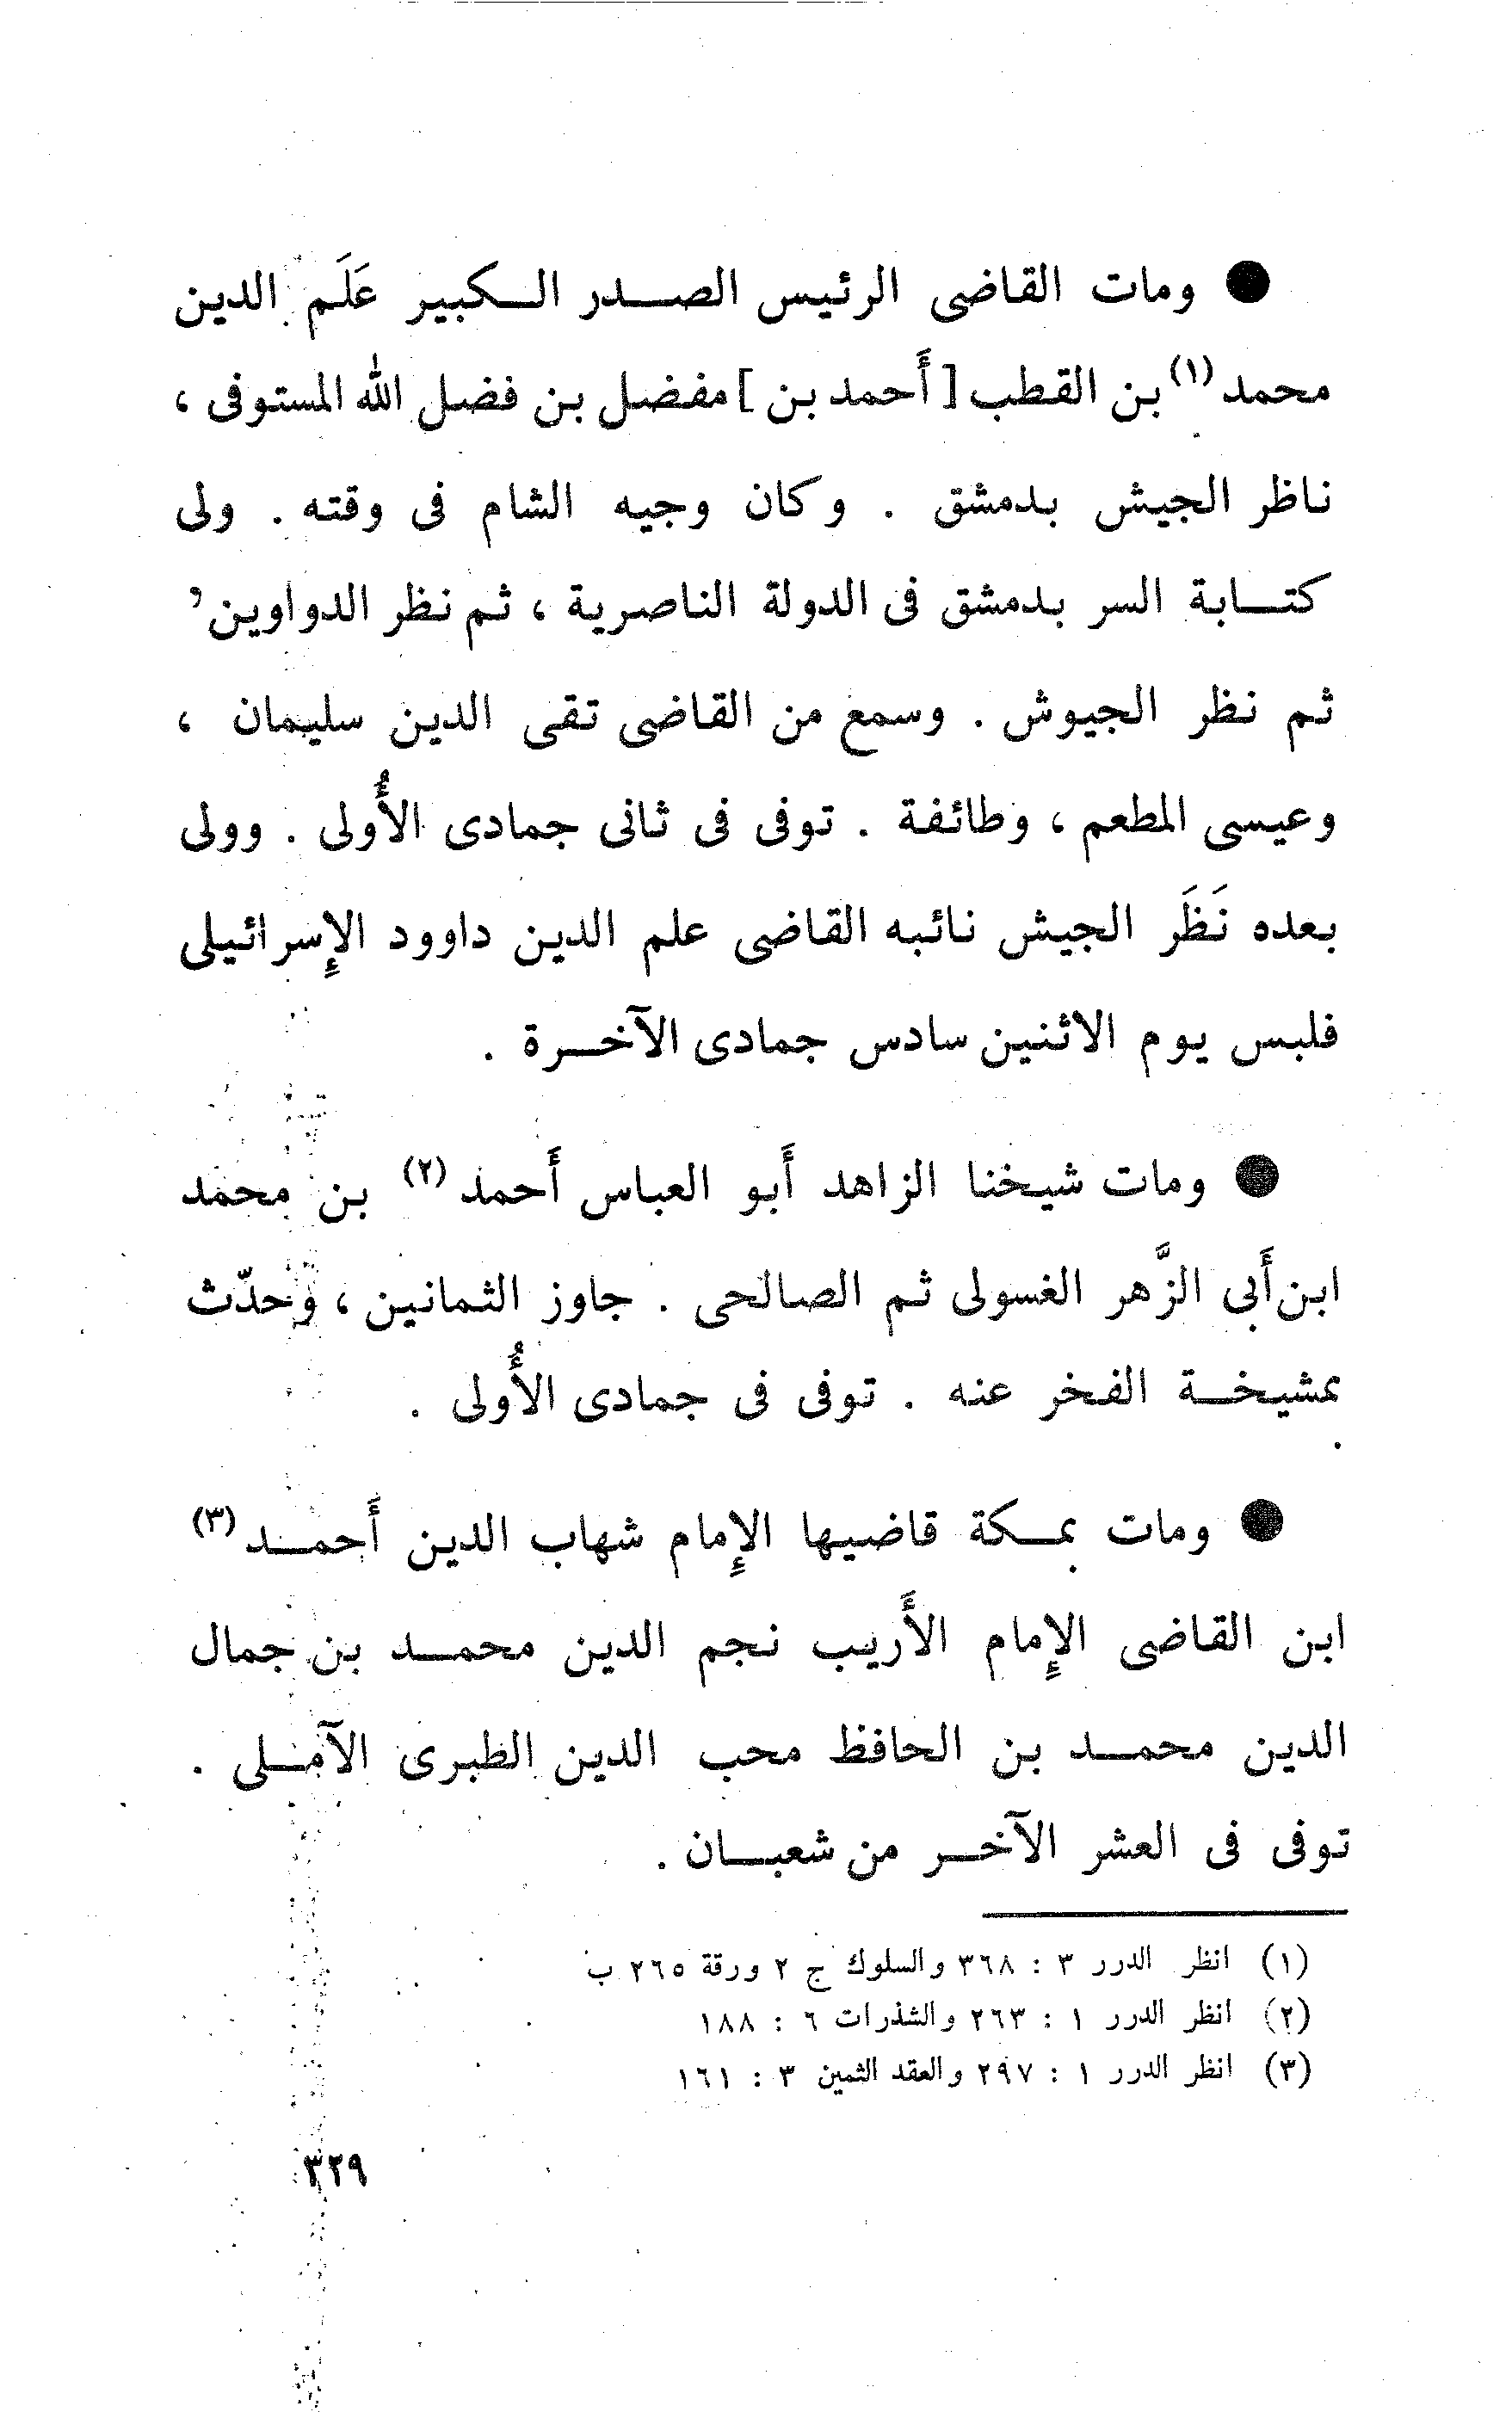 ● ومات القاضى الرئيس الصدر الكبير عَلَم الدين
محمد (١) بن القطب [ أحمد بن ] مفضل بن فضل الله المستوفى ،
ناظر الجيش بدمشق . وكان وجيه الشام فى وقته . ولى
كتابة السر بدمشق فى الدولة الناصرية ، ثم نظر الدواوين ،
ثم نظر الجيوش . وسمع من القاضى تقى الدين سليمان ،
وعيسى المطعم ، وطائفة . توفى فى ثانى جمادى الأُولى . وولى
بعده نَظَر الجيش نائبه القاضى علم الدين داوود الإسرائيلى
فلبس يوم الاثنين سادس جمادى الآخرة .
● ومات شيخنا الزاهد أبو العباس أحمد (٢) بن محمد
ابن أبى الزَّهر الغسولى ثم الصالحى . جاوز الثمانين ، وحدّث
بمشيخة الفخر عنه . توفى فى جمادى الأُولى .
● ومات بمكة قاضيها الإمام شهاب الدين أحمد (٣)
ابن القاضى الإمام الأريب نجم الدين محمد بن جمال
الدين محمد بن الحافظ محب الدين الطبرى الآملى .
توفى فى العشر الآخر من شعبان .
(١) انظر الدرر ٣ : ٣٦٨ والسلوك ج ٢ ورقة ٢٦٥ ب
(٢) انظر الدرر ١ : ٢٦٣ والشذرات ٦ : ١٨٨
(٣) انظر الدرر ١ : ٢٩٧ والعقد الثمين ٣ : ١٦١
٣٢٩